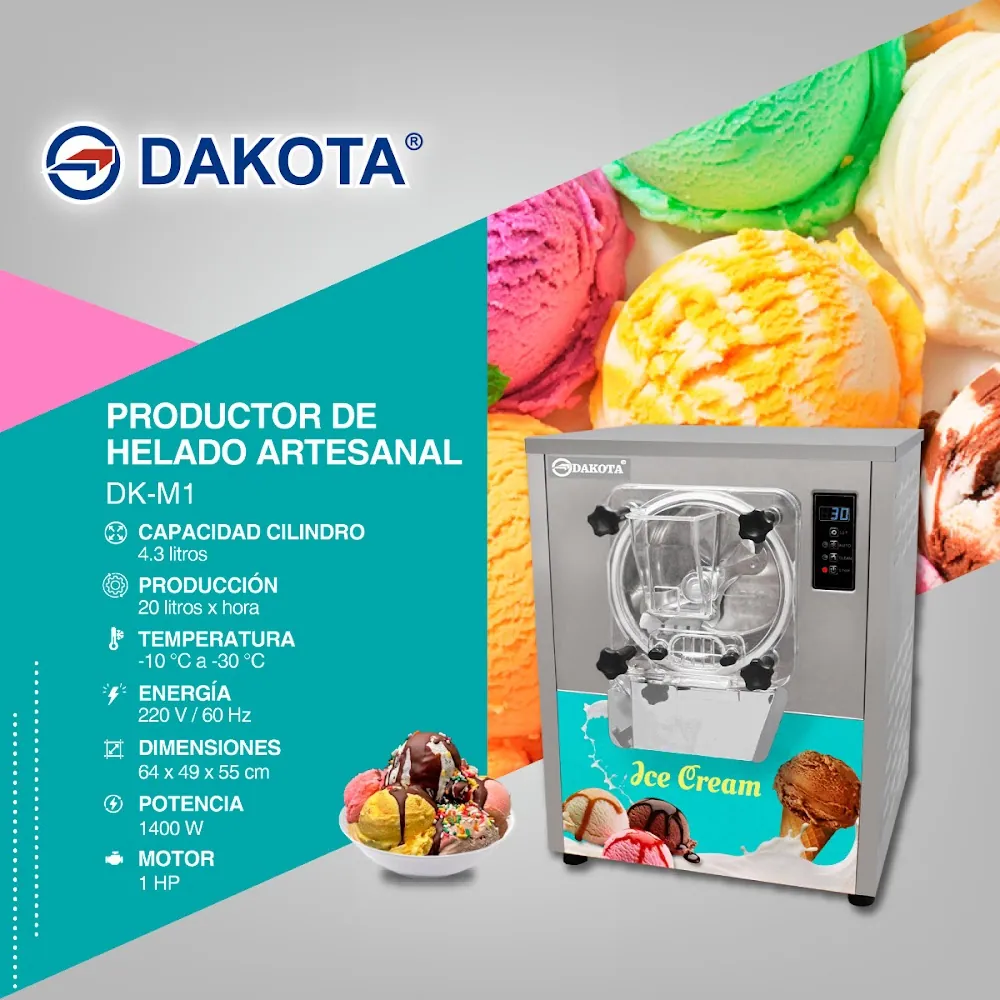 DAKOTA®
PRODUCTOR DE
HELADO ARTESANAL
DK-M1
CAPACIDAD CILINDRO
4.3 litros
PRODUCCIÓN
20 litros x hora
TEMPERATURA
-10 °C a -30 °C
ENERGÍA
220 V / 60 Hz
DIMENSIONES
64 x 49 x 55 cm
POTENCIA
1400 W
MOTOR
1 HP
DAKOTA®
-30
Ice Cream